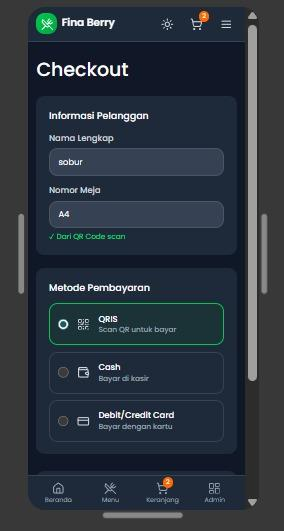 Fina Berry
2
Checkout
Informasi Pelanggan
Nama Lengkap
sobur
Nomor Meja
A4
✓ Dari QR Code scan
Metode Pembayaran
QRIS
Scan QR untuk bayar
Cash
Bayar di kasir
Debit/Credit Card
Bayar dengan kartu
2
Beranda Menu Keranjang Admin